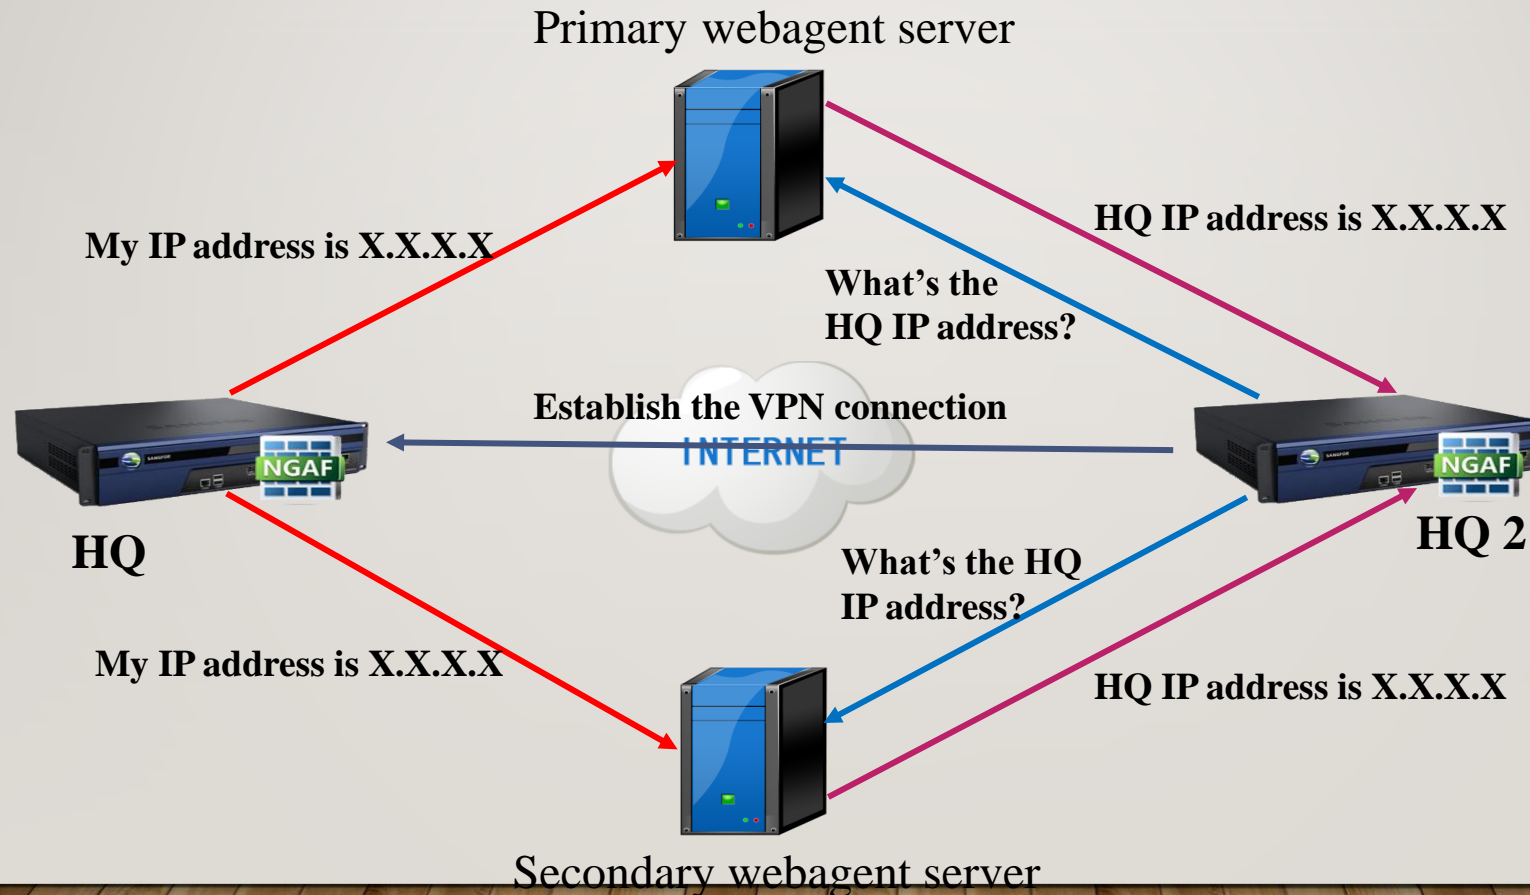 Primary webagent server
HQ IP address is X.X.X.X
My IP address is X.X.X.X
What’s the
HQ IP address?
Establish the VPN connection
INTERNET
SANGFOR
NGAF
SANGFOR
NGAF
HQ
HQ 2
What’s the HQ
IP address?
My IP address is X.X.X.X
HQ IP address is X.X.X.X
Secondary webagent server